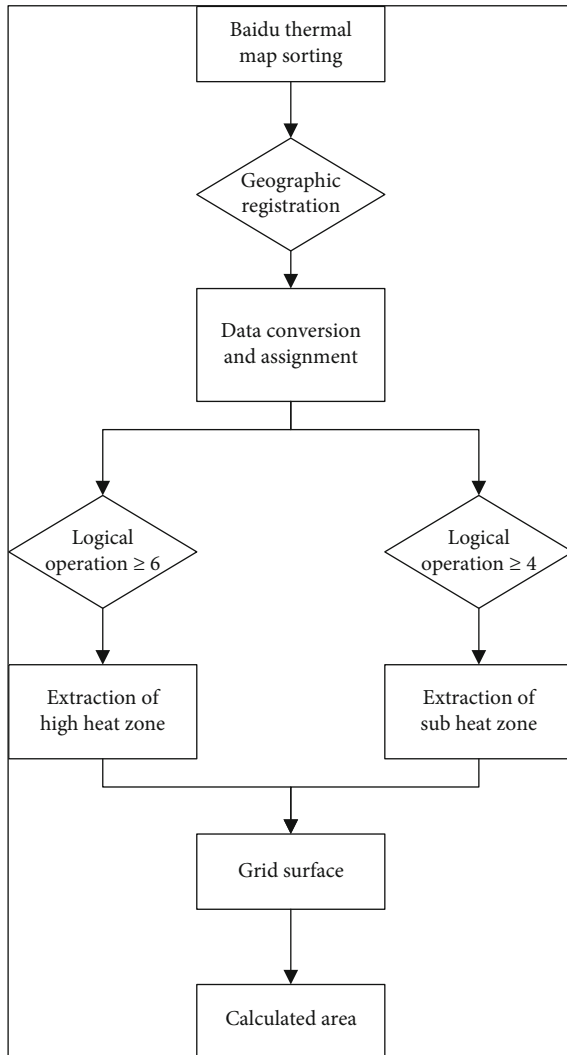 Baidu thermal
map sorting
Geographic
registration
Data conversion
and assignment
Logical
operation ≥ 6
Logical
operation ≥ 4
Extraction of
high heat zone
Extraction of
sub heat zone
Grid surface
Calculated area